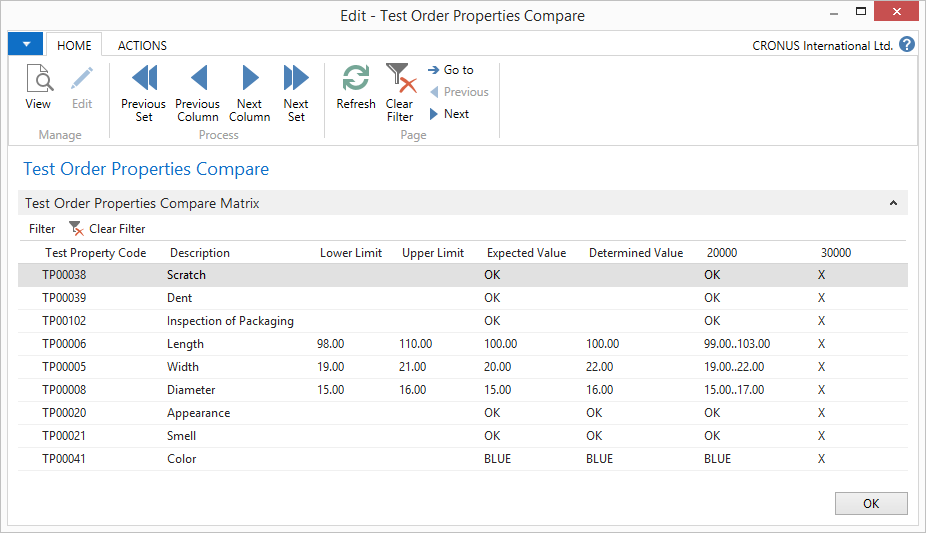 Edit - Test Order Properties Compare
HOME ACTIONS CRONUS International Ltd. ?
View Edit Previous Set Previous Column Next Column Next Set Refresh Clear Filter Go to
Previous
Next
Manage Process Page
Test Order Properties Compare
Test Order Properties Compare Matrix
Filter Clear Filter
Test Property Code Description Lower Limit Upper Limit Expected Value Determined Value 20000 30000
TP00038 Scratch OK OK X
TP00039 Dent OK OK X
TP00102 Inspection of Packaging OK OK X
TP00006 Length 98.00 110.00 100.00 100.00 99.00..103.00 X
TP00005 Width 19.00 21.00 20.00 22.00 19.00..22.00 X
TP00008 Diameter 15.00 16.00 15.00 16.00 15.00..17.00 X
TP00020 Appearance OK OK OK X
TP00021 Smell OK OK OK X
TP00041 Color BLUE BLUE BLUE X
OK